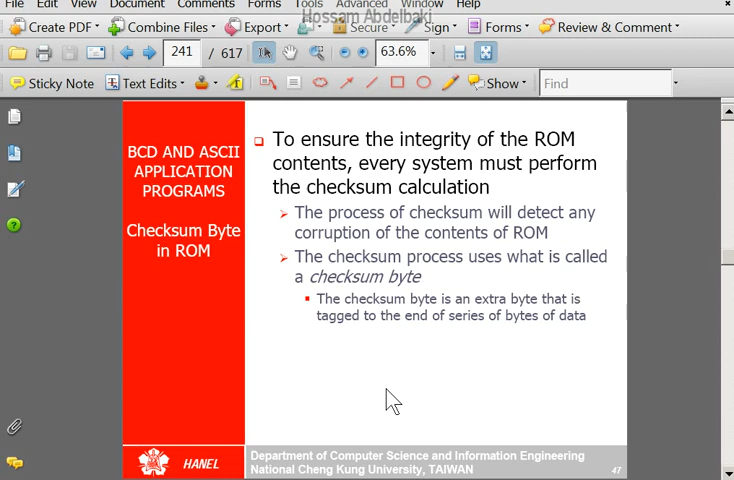 File Edit View Document Comments Forms Tools Advanced Window Help
Hossam Abdelbaki
Create PDF Combine Files Export Secure Sign Forms Review & Comment
241 / 617 63.6%
Sticky Note Text Edits Show Find
BCD AND ASCII
APPLICATION
PROGRAMS
Checksum Byte
in ROM
To ensure the integrity of the ROM
contents, every system must perform
the checksum calculation
The process of checksum will detect any
corruption of the contents of ROM
The checksum process uses what is called
a checksum byte
The checksum byte is an extra byte that is
tagged to the end of series of bytes of data
HANEL
Department of Computer Science and Information Engineering
National Cheng Kung University, TAIWAN
47